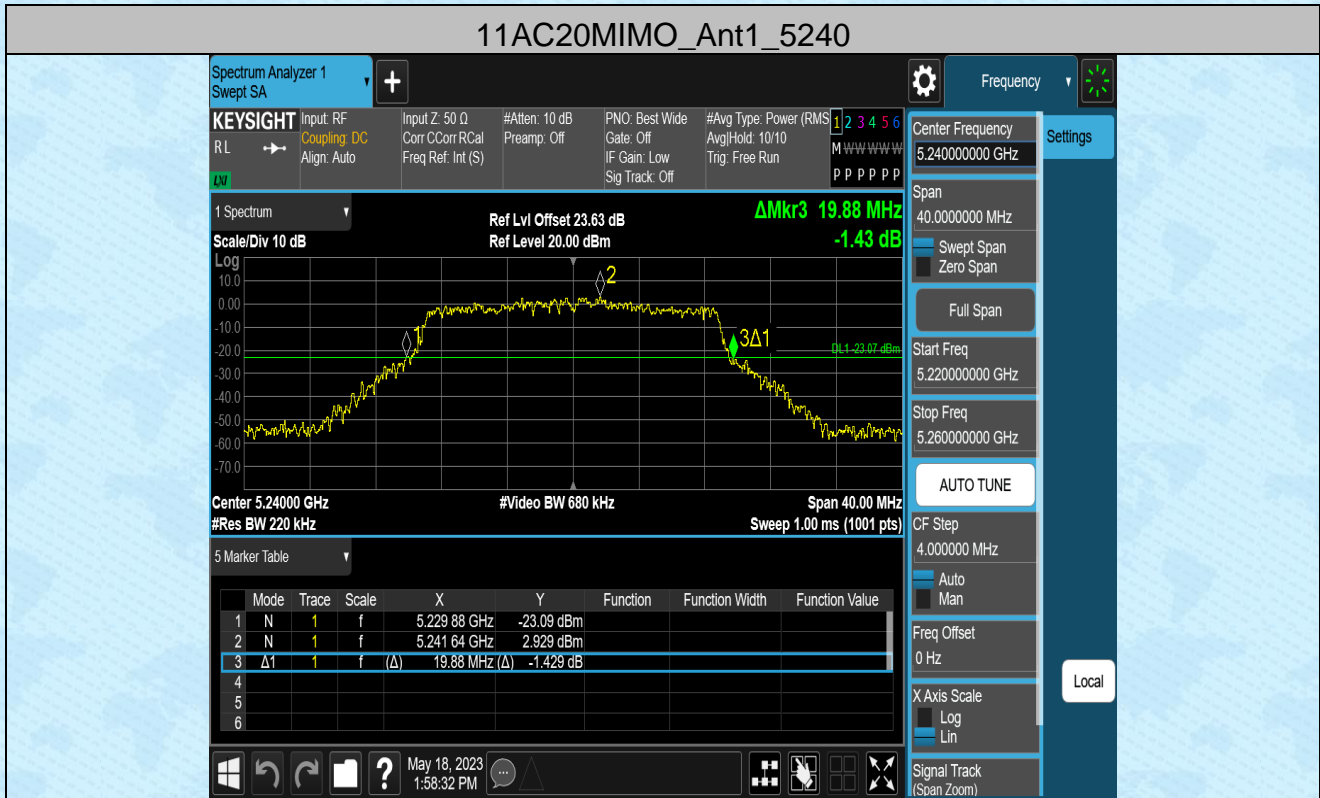 11AC20MIMO_Ant1_5240
Spectrum Analyzer 1
Swept SA
Frequency
KEYSIGHT
RL
LXI
Input: RF
Coupling: DC
Align: Auto
Input Z: 50 Ω
Corr CCorr RCal
Freq Ref: Int (S)
#Atten: 10 dB
Preamp: Off
PNO: Best Wide
Gate: Off
IF Gain: Low
Sig Track: Off
#Avg Type: Power (RMS
Avg|Hold: 10/10
Trig: Free Run
1 2 3 4 5 6
M W W W W W
P P P P P P
Center Frequency
5.240000000 GHz
Settings
Span
40.0000000 MHz
Swept Span
Zero Span
Full Span
Start Freq
5.220000000 GHz
Stop Freq
5.260000000 GHz
AUTO TUNE
CF Step
4.000000 MHz
Auto
Man
Freq Offset
0 Hz
X Axis Scale
Log
Lin
Signal Track
(Span Zoom)
Local
1 Spectrum
Scale/Div 10 dB
Ref Lvl Offset 23.63 dB
Ref Level 20.00 dBm
ΔMkr3 19.88 MHz
-1.43 dB
Log
10.0
0.00
-10.0
-20.0
-30.0
-40.0
-50.0
-60.0
-70.0
1
2
3Δ1
DL1 -23.07 dBm
Center 5.24000 GHz
#Video BW 680 kHz
Span 40.00 MHz
#Res BW 220 kHz
Sweep 1.00 ms (1001 pts)
5 Marker Table
Mode Trace Scale X Y Function Function Width Function Value
1 N 1 f 5.229 88 GHz -23.09 dBm
2 N 1 f 5.241 64 GHz 2.929 dBm
3 Δ1 1 f (Δ) 19.88 MHz (Δ) -1.429 dB
4
5
6
?
May 18, 2023
1:58:32 PM